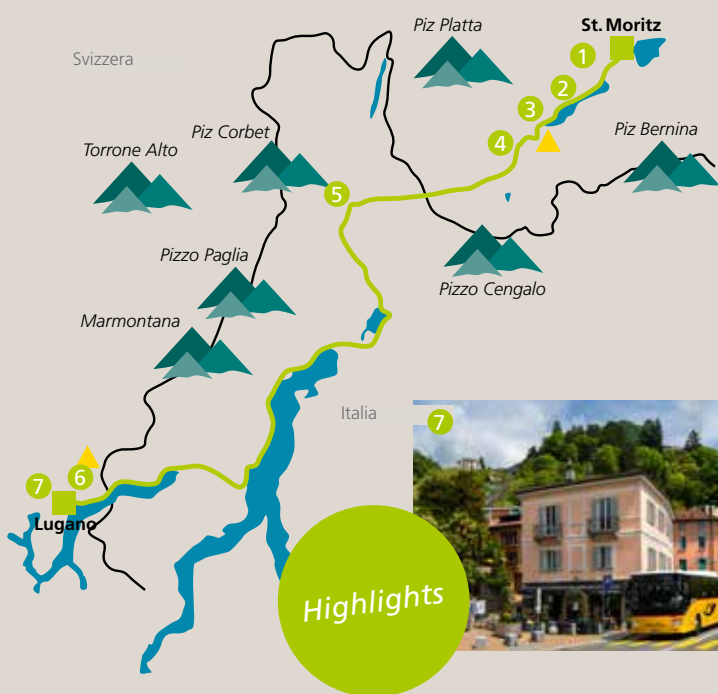 Piz Platta
St. Moritz
Svizzera
1
2
3
Piz Corbet
Piz Bernina
4
Torrone Alto
5
Pizzo Paglia
Pizzo Cengalo
Marmontana
Italia
7
6
7
Lugano
Highlights